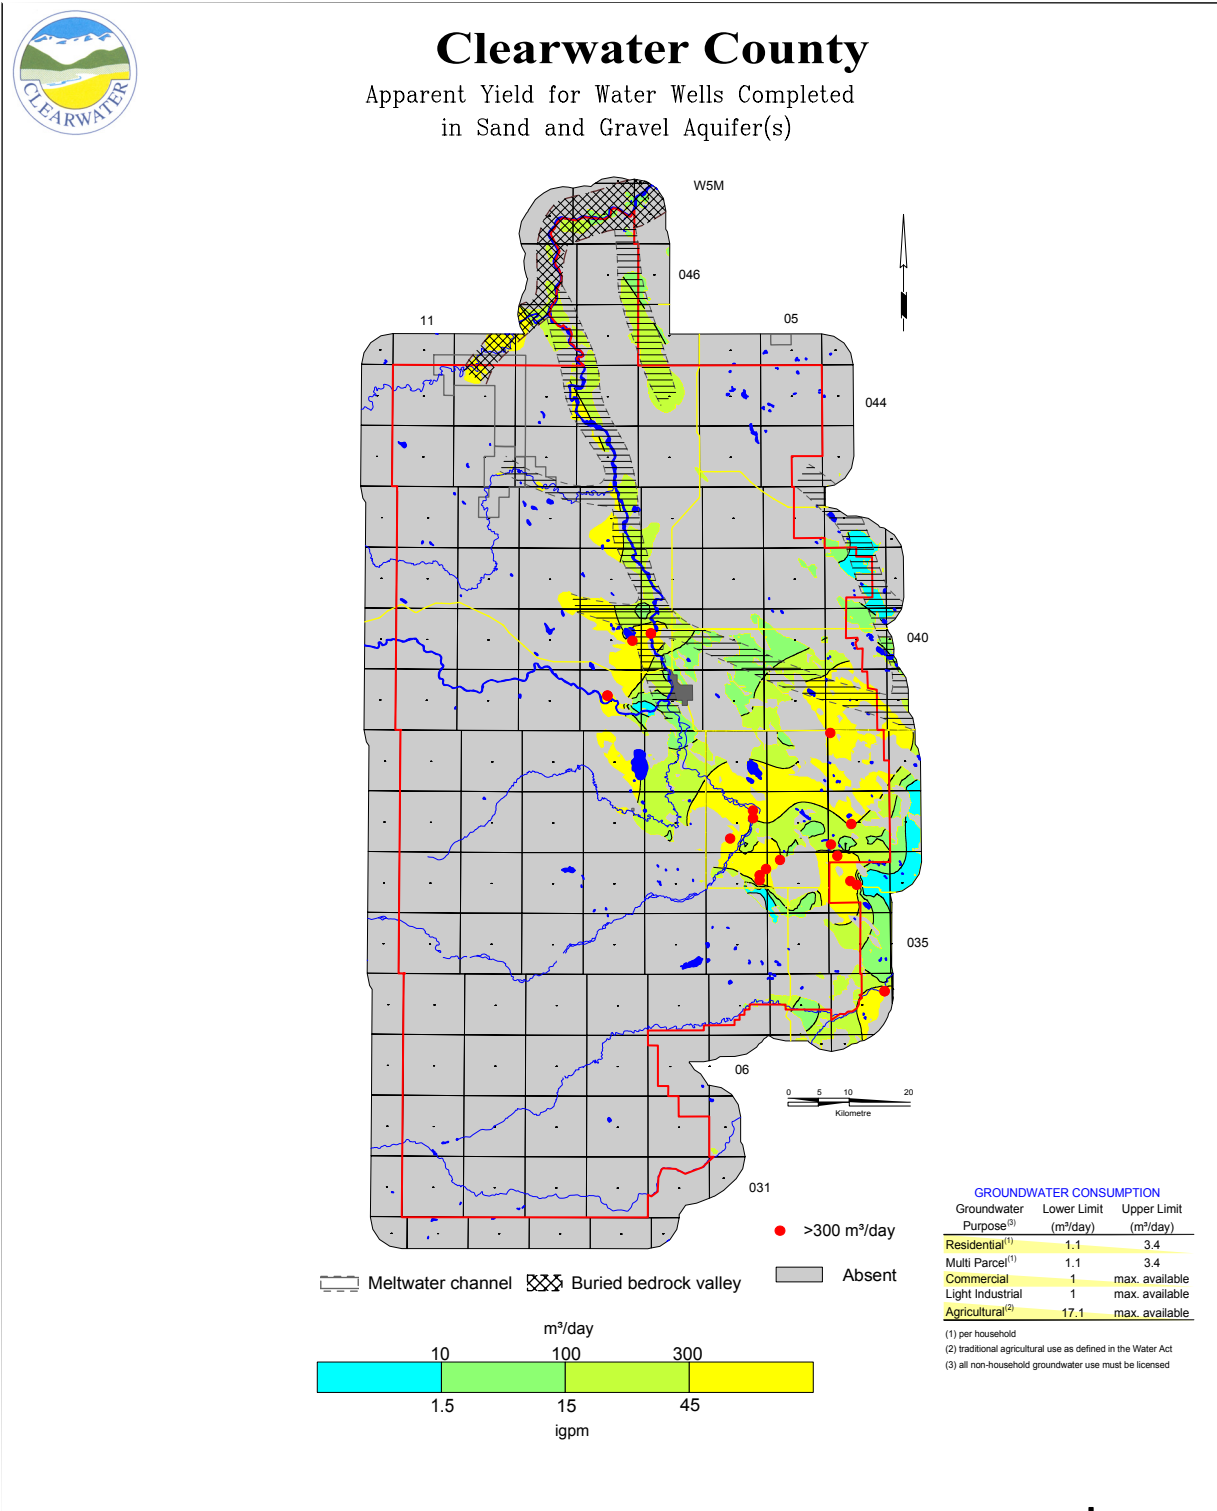 CLEARWATER
Clearwater County
Apparent Yield for Water Wells Completed
in Sand and Gravel Aquifer(s)
W5M
046
11
05
044
040
035
06
0 5 10 20
Kilometre
031
>300 m³/day
Absent
Meltwater channel
Buried bedrock valley
m³/day
10 100 300
1.5 15 45
igpm
GROUNDWATER CONSUMPTION
Groundwater Lower Limit Upper Limit
Purpose(3) (m³/day) (m³/day)
Residential(1) 1.1 3.4
Multi Parcel(1) 1.1 3.4
Commercial 1 max. available
Light Industrial 1 max. available
Agricultural(2) 17.1 max. available
(1) per household
(2) traditional agricultural use as defined in the Water Act
(3) all non-household groundwater use must be licensed